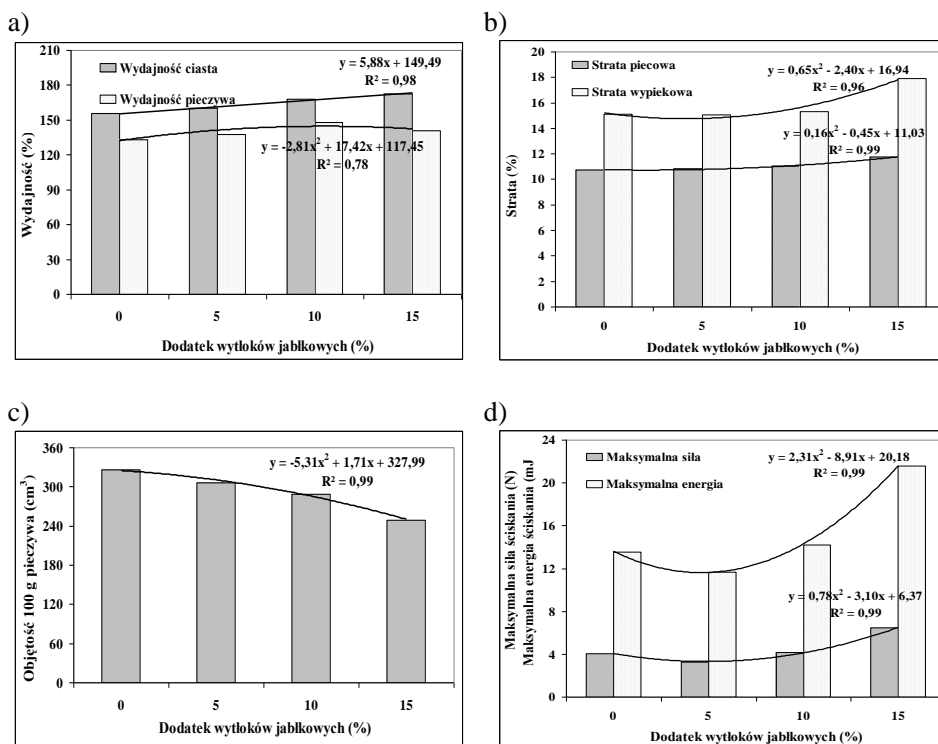 a)
Wydajność (%)
210
180
150
120
90
60
30
0
Wydajność ciasta
Wydajność pieczywa
y = 5,88x + 149,49
R² = 0,98
y = -2,81x² + 17,42x + 117,45
R² = 0,78
0 5 10 15
Dodatek wytłoków jabłkowych (%)
b)
Strata (%)
20
18
16
14
12
10
8
6
4
2
0
Strata piecowa
Strata wypiekowa
y = 0,65x² - 2,40x + 16,94
R² = 0,96
y = 0,16x² - 0,45x + 11,03
R² = 0,99
0 5 10 15
Dodatek wytłoków jabłkowych (%)
c)
Objętość 100 g pieczywa (cm³)
360
300
240
180
120
60
0
y = -5,31x² + 1,71x + 327,99
R² = 0,99
0 5 10 15
Dodatek wytłoków jabłkowych (%)
d)
Maksymalna siła ściskania (N)
Maksymalna energia ściskania (mJ)
24
20
16
12
8
4
0
Maksymalna siła
Maksymalna energia
y = 2,31x² - 8,91x + 20,18
R² = 0,99
y = 0,78x² - 3,10x + 6,37
R² = 0,99
0 5 10 15
Dodatek wytłoków jabłkowych (%)